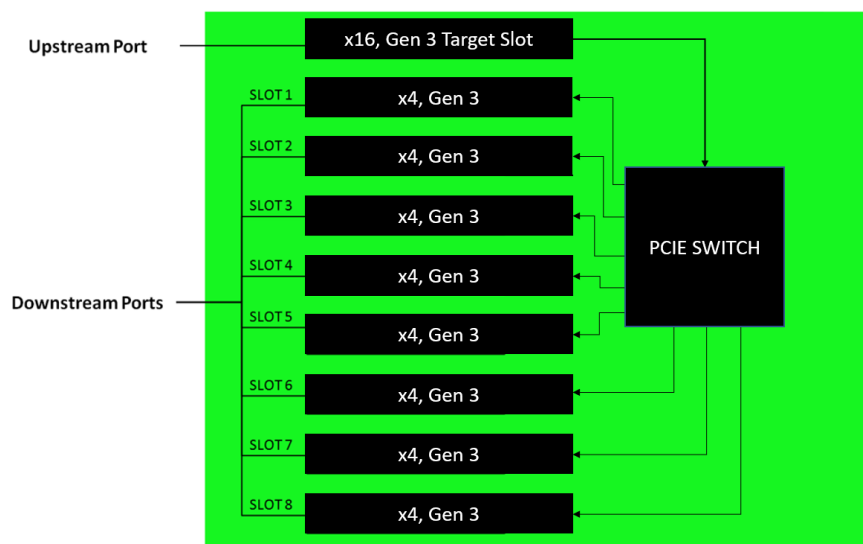 Upstream Port
x16, Gen 3 Target Slot
SLOT 1
x4, Gen 3
SLOT 2
x4, Gen 3
SLOT 3
x4, Gen 3
PCIE SWITCH
SLOT 4
x4, Gen 3
Downstream Ports
SLOT 5
x4, Gen 3
SLOT 6
x4, Gen 3
SLOT 7
x4, Gen 3
SLOT 8
x4, Gen 3